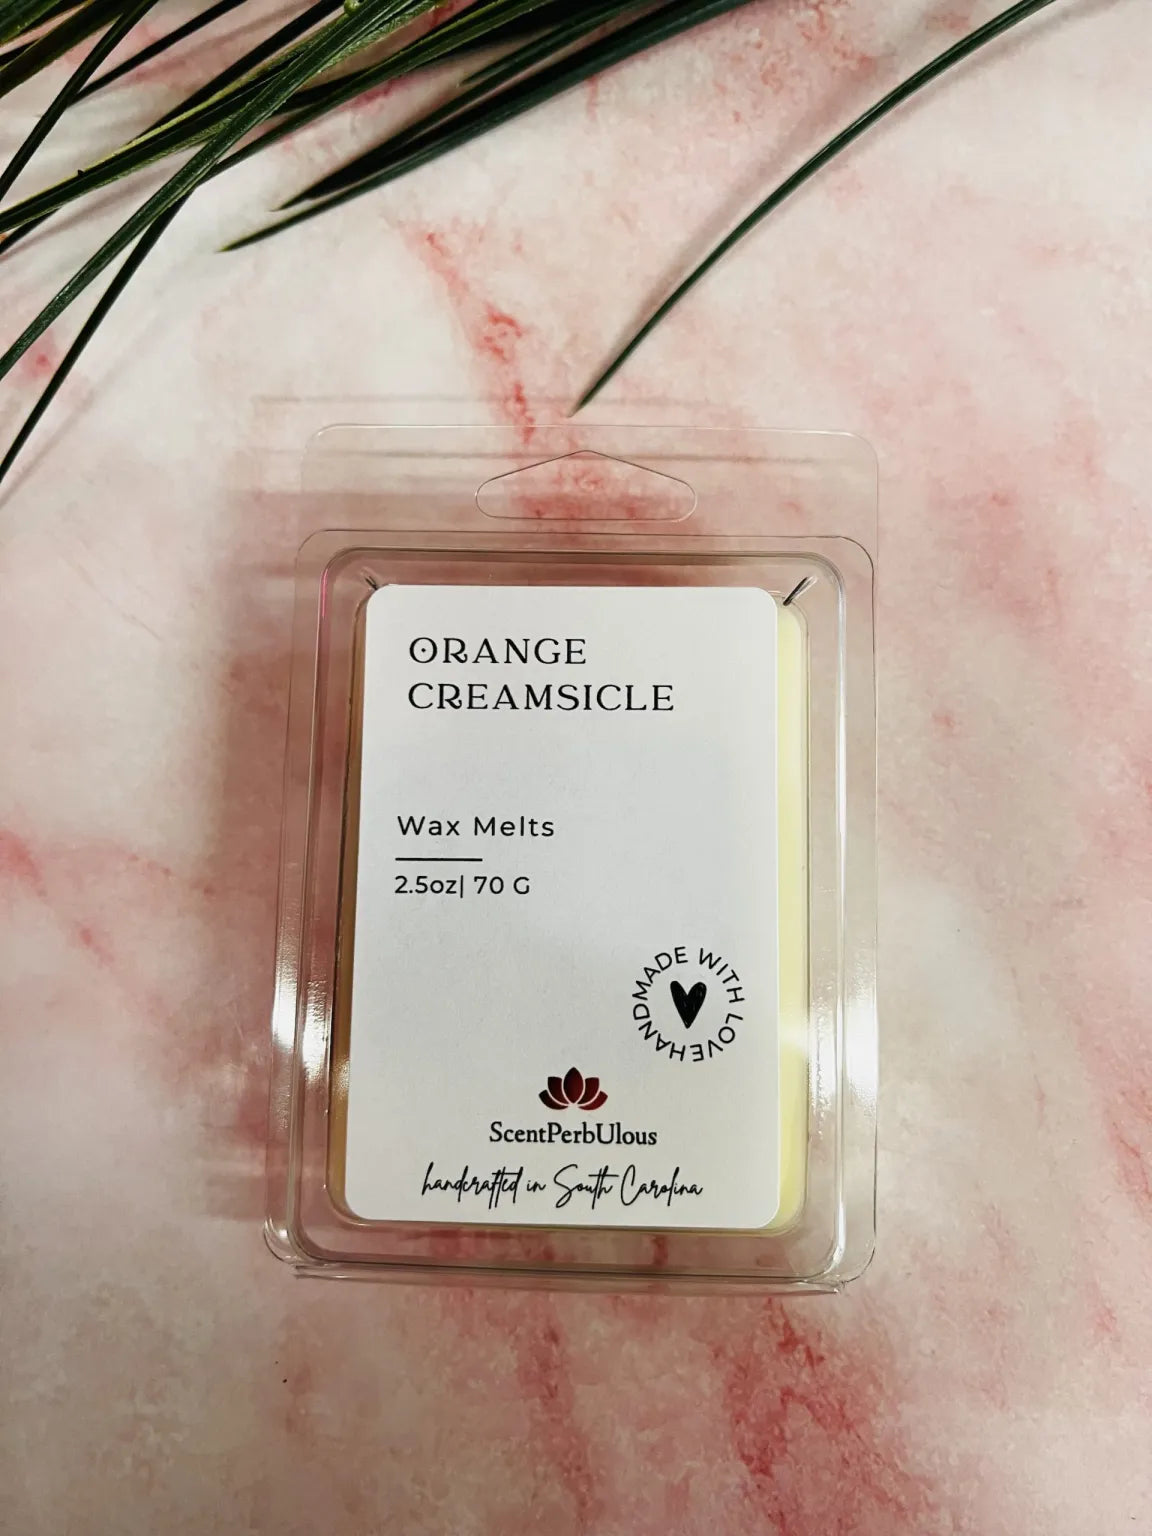 ORANGE
CREAMSICLE
Wax Melts
2.5oz| 70 G
HANDMADE WITH LOVE
ScentPerbUlous
handcrafted in South Carolina